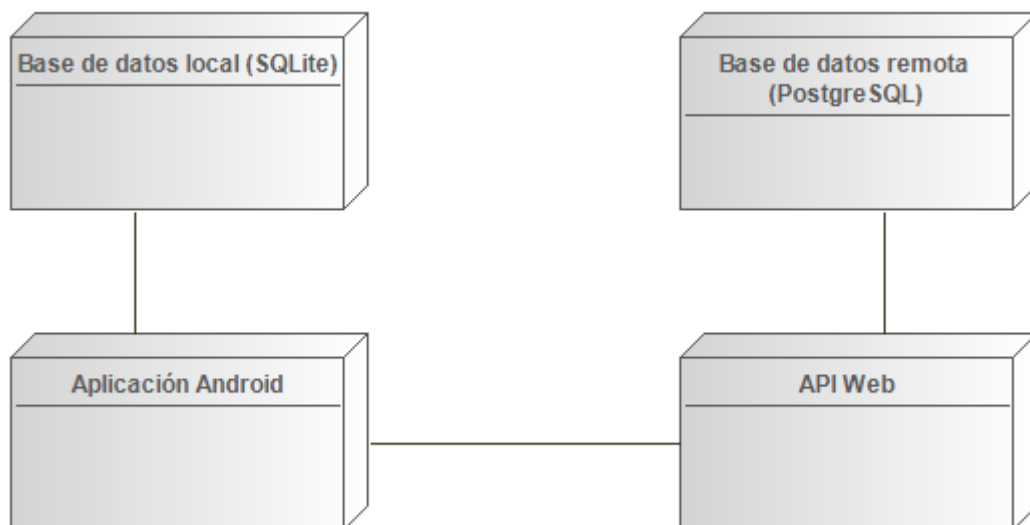 Base de datos local (SQLite)
Base de datos remota
(PostgreSQL)
Aplicación Android
API Web